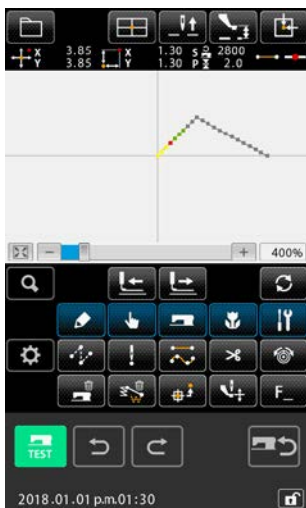 X 3.85 X 1.30 S 2800
Y 3.85 Y 1.30 P 2.0
400%
F_
TEST
2018.01.01 p.m.01:30